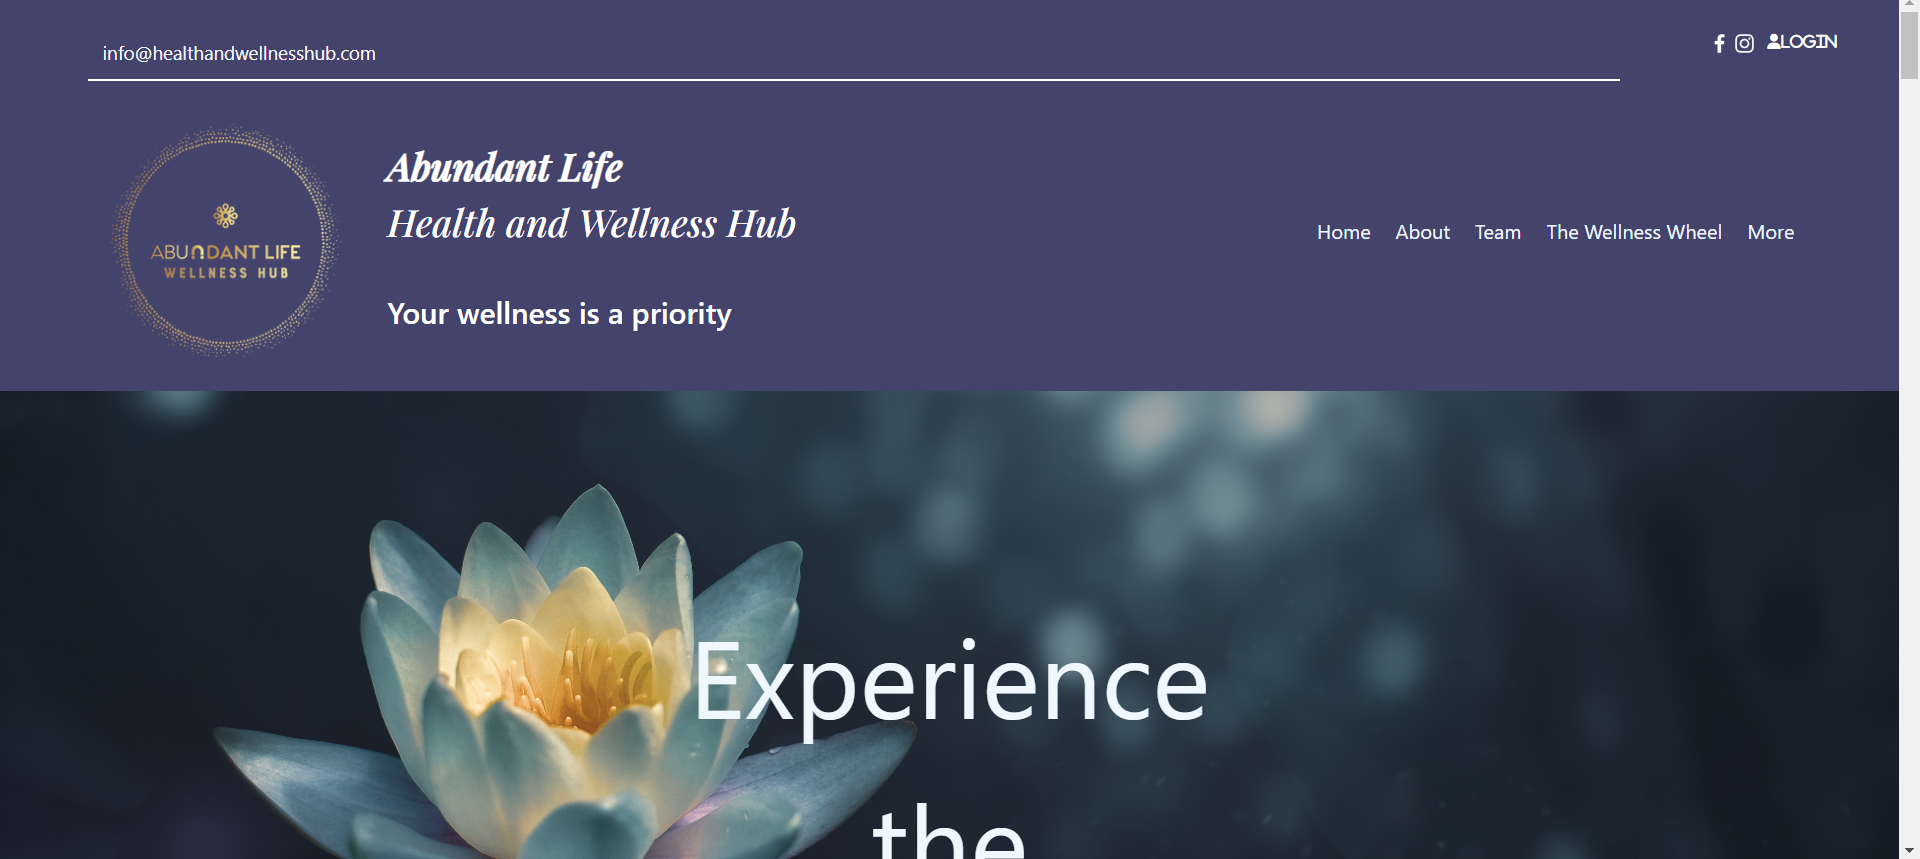 info@healthandwellnesshub.com
LOGIN
ABUNDANT LIFE
WELLNESS HUB
Abundant Life
Health and Wellness Hub
Your wellness is a priority
Home About Team The Wellness Wheel More
Experience
the